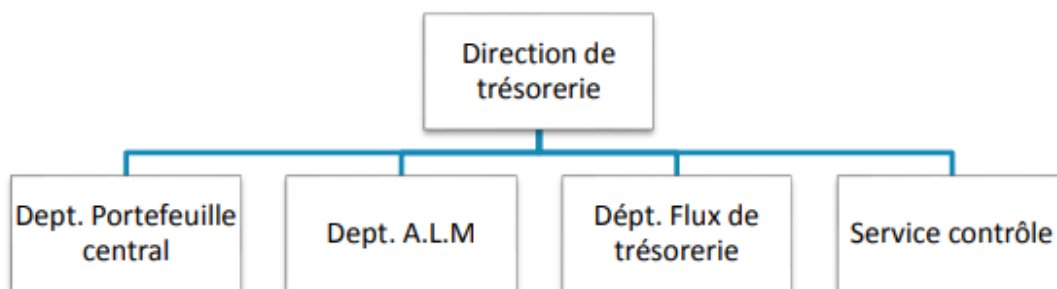 Direction de
trésorerie
Dept. Portefeuille
central
Dept. A.L.M
Dépt. Flux de
trésorerie
Service contrôle